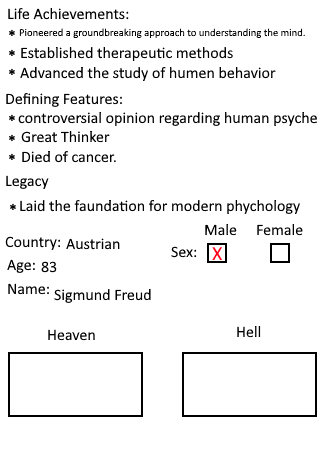 Life Achievements:
* Pioneered a groundbreaking approach to understanding the mind.
* Established therapeutic methods
* Advanced the study of humen behavior
Defining Features:
* controversial opinion regarding human psyche
* Great Thinker
* Died of cancer.
Legacy
* Laid the foundation for modern phychology
Male Female
Country: Austrian
Sex: X
Age: 83
Name: Sigmund Freud
Heaven Hell